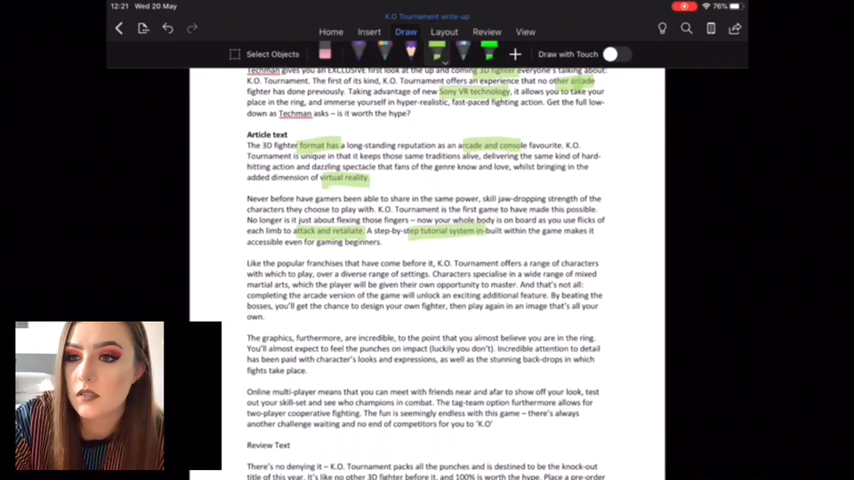 12:21 Wed 20 May
76%
K.O Tournament write-up
Home Insert Draw Layout Review View
Select Objects
Draw with Touch
Techman gives you an EXCLUSIVE first look at the up and coming 3D fighter everyone's talking about:
K.O. Tournament. The first of its kind, K.O. Tournament offers an experience that no other arcade
fighter has done previously. Taking advantage of new Sony VR technology, it allows you to take your
place in the ring, and immerse yourself in hyper-realistic, fast-paced fighting action. Get the full low-
down as Techman asks – is it worth the hype?
Article text
The 3D fighter format has a long-standing reputation as an arcade and console favourite. K.O.
Tournament is unique in that it keeps those same traditions alive, delivering the same kind of hard-
hitting action and dazzling spectacle that fans of the genre know and love, whilst bringing in the
added dimension of virtual reality.
Never before have gamers been able to share in the same power, skill jaw-dropping strength of the
characters they choose to play with. K.O. Tournament is the first game to have made this possible.
No longer is it just about flexing those fingers – now your whole body is on board as you use flicks of
each limb to attack and retaliate. A step-by-step tutorial system in-built within the game makes it
accessible even for gaming beginners.
Like the popular franchises that have come before it, K.O. Tournament offers a range of characters
with which to play, over a diverse range of settings. Characters specialise in a wide range of mixed
martial arts, which the player will be given their own opportunity to master. And that's not all:
completing the arcade version of the game will unlock an exciting additional feature. By beating the
bosses, you'll get the chance to design your own fighter, then play again in an image that's all your
own.
The graphics, furthermore, are incredible, to the point that you almost believe you are in the ring.
You'll almost expect to feel the punches on impact (luckily you don't). Incredible attention to detail
has been paid with character's looks and expressions, as well as the stunning back-drops in which
fights take place.
Online multi-player means that you can meet with friends near and afar to show off your look, test
out your skill-set and see who champions in combat. The tag-team option furthermore allows for
two-player cooperative fighting. The fun is seemingly endless with this game – there's always
another challenge waiting and no end of competitors for you to 'K.O'
Review Text
There's no denying it – K.O. Tournament packs all the punches and is destined to be the knock-out
title of this year. It's like no other 3D fighter before it, and 100% is worth the hype. Place a pre-order